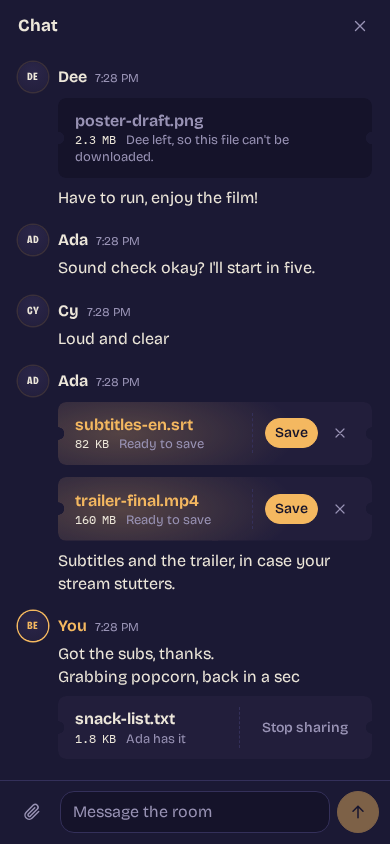 Chat
DE
Dee 7:28 PM
poster-draft.png
2.3 MB Dee left, so this file can't be
downloaded.
Have to run, enjoy the film!
AD
Ada 7:28 PM
Sound check okay? I'll start in five.
CY
Cy 7:28 PM
Loud and clear
AD
Ada 7:28 PM
subtitles-en.srt
82 KB Ready to save
Save
trailer-final.mp4
160 MB Ready to save
Save
Subtitles and the trailer, in case your
stream stutters.
BE
You 7:28 PM
Got the subs, thanks.
Grabbing popcorn, back in a sec
snack-list.txt
1.8 KB Ada has it
Stop sharing
Message the room